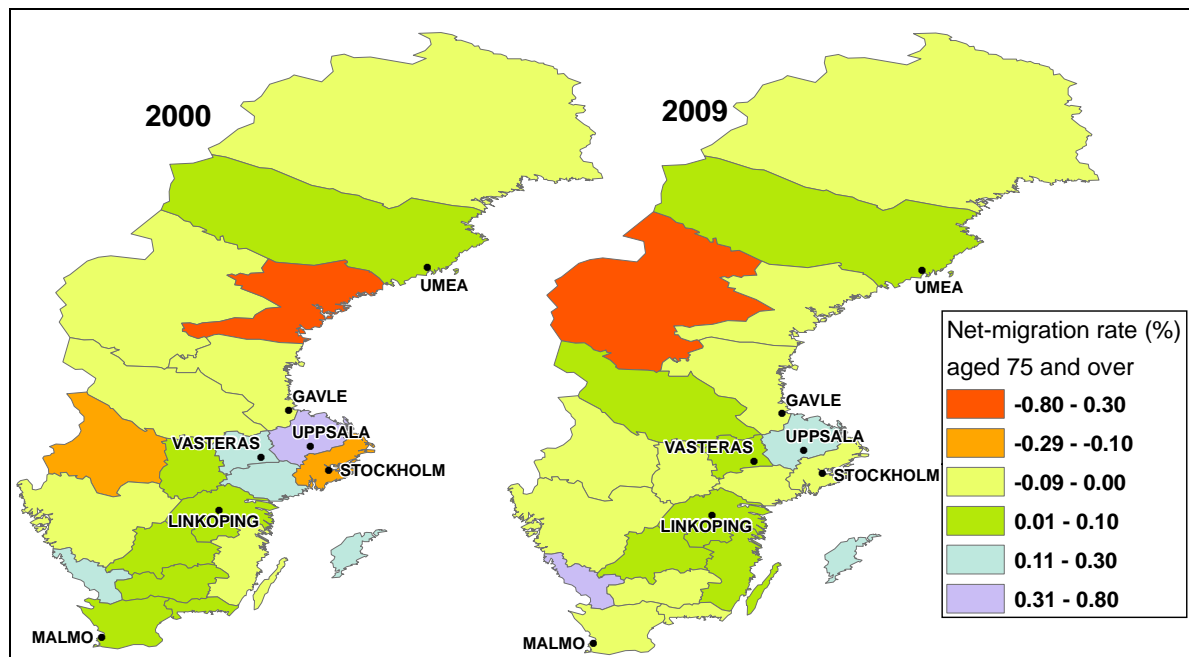 2000
UMEA
GAVLE
VASTERAS
UPPSALA
STOCKHOLM
LINKOPING
MALMO
2009
UMEA
GAVLE
VASTERAS
UPPSALA
STOCKHOLM
LINKOPING
MALMO
Net-migration rate (%)
aged 75 and over
-0.80 - 0.30
-0.29 - -0.10
-0.09 - 0.00
0.01 - 0.10
0.11 - 0.30
0.31 - 0.80